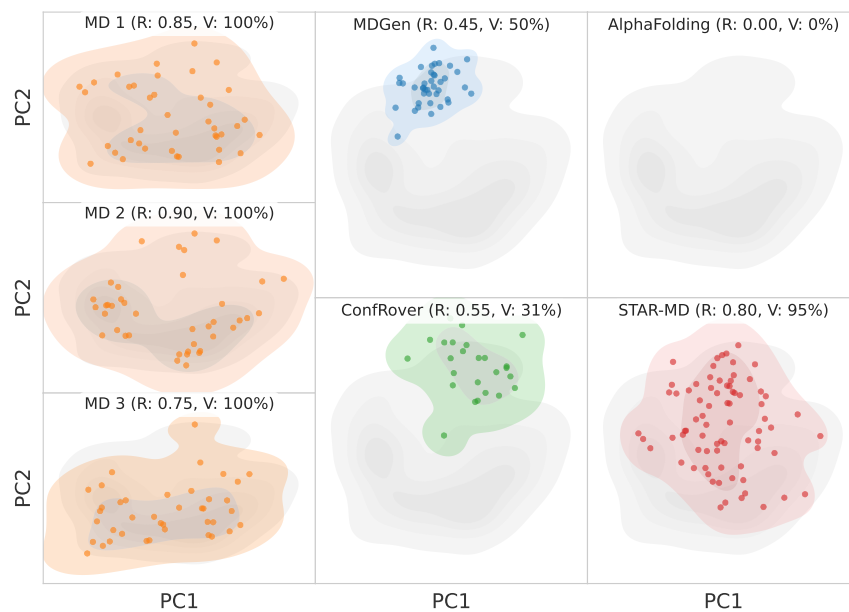 MD 1 (R: 0.85, V: 100%)
MDGen (R: 0.45, V: 50%)
AlphaFolding (R: 0.00, V: 0%)
PC2
MD 2 (R: 0.90, V: 100%)
PC2
ConfRover (R: 0.55, V: 31%)
STAR-MD (R: 0.80, V: 95%)
MD 3 (R: 0.75, V: 100%)
PC2
PC1
PC1
PC1